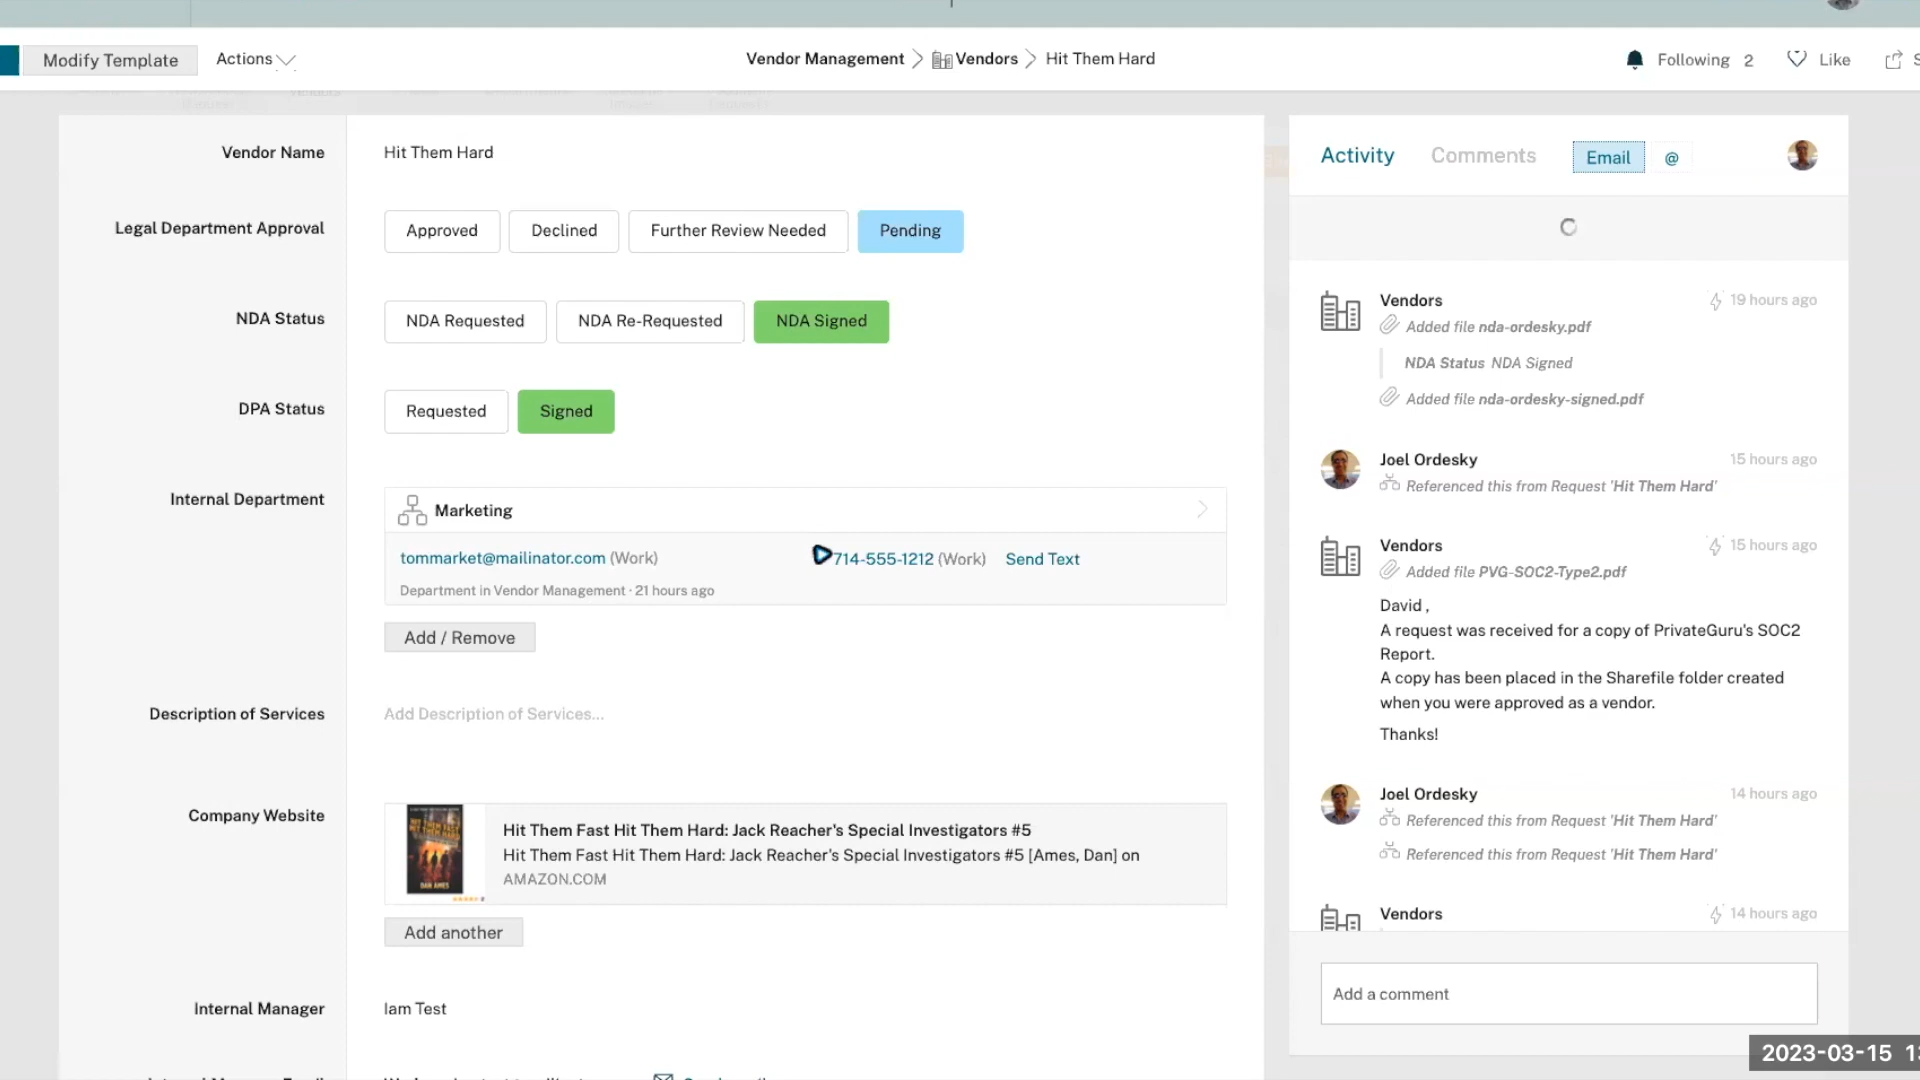 Modify Template
Actions
Vendor Management
Vendors
Hit Them Hard
Following 2
Like
Vendor Name
Hit Them Hard
Legal Department Approval
Approved
Declined
Further Review Needed
Pending
NDA Status
NDA Requested
NDA Re-Requested
NDA Signed
DPA Status
Requested
Signed
Internal Department
Marketing
tommarket@mailinator.com (Work)
714-555-1212 (Work)
Send Text
Department in Vendor Management · 21 hours ago
Add / Remove
Description of Services
Add Description of Services...
Company Website
Hit Them Fast Hit Them Hard: Jack Reacher's Special Investigators #5
Hit Them Fast Hit Them Hard: Jack Reacher's Special Investigators #5 [Ames, Dan] on
AMAZON.COM
DAN AMES
Add another
Internal Manager
Iam Test
Activity
Comments
Email
@
Vendors
19 hours ago
Added file nda-ordesky.pdf
NDA Status NDA Signed
Added file nda-ordesky-signed.pdf
Joel Ordesky
15 hours ago
Referenced this from Request 'Hit Them Hard'
Vendors
15 hours ago
Added file PVG-SOC2-Type2.pdf
David ,
A request was received for a copy of PrivateGuru's SOC2
Report.
A copy has been placed in the Sharefile folder created
when you were approved as a vendor.
Thanks!
Joel Ordesky
14 hours ago
Referenced this from Request 'Hit Them Hard'
Referenced this from Request 'Hit Them Hard'
Vendors
14 hours ago
Add a comment
2023-03-15